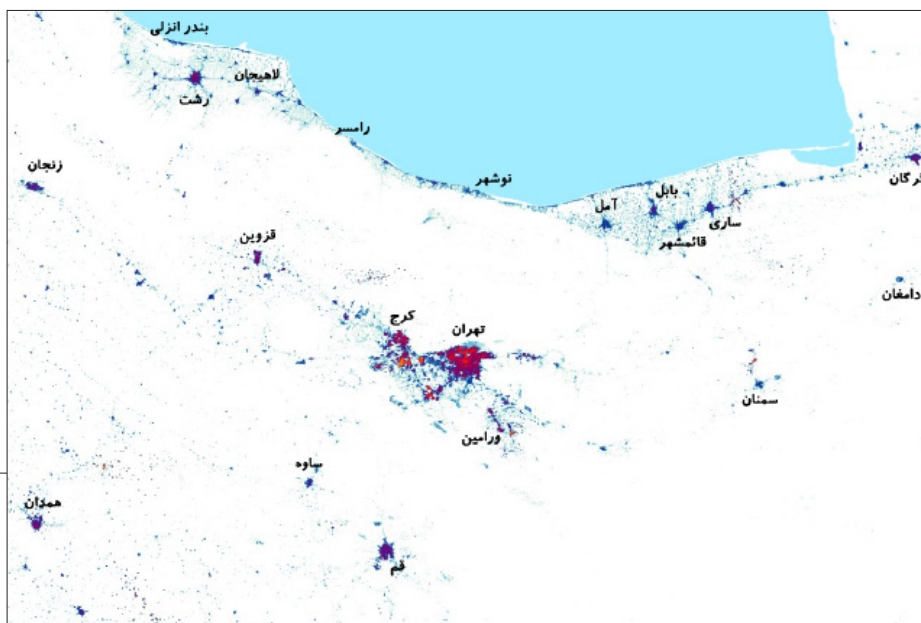 بندر انزلی
لاهیجان
رشت
رامسر
زنجان
نوشهر
گرگان
بابل
آمل
ساری
قائمشهر
قزوین
دامغان
کرج
تهران
سمنان
ورامین
ساوه
همدان
قم